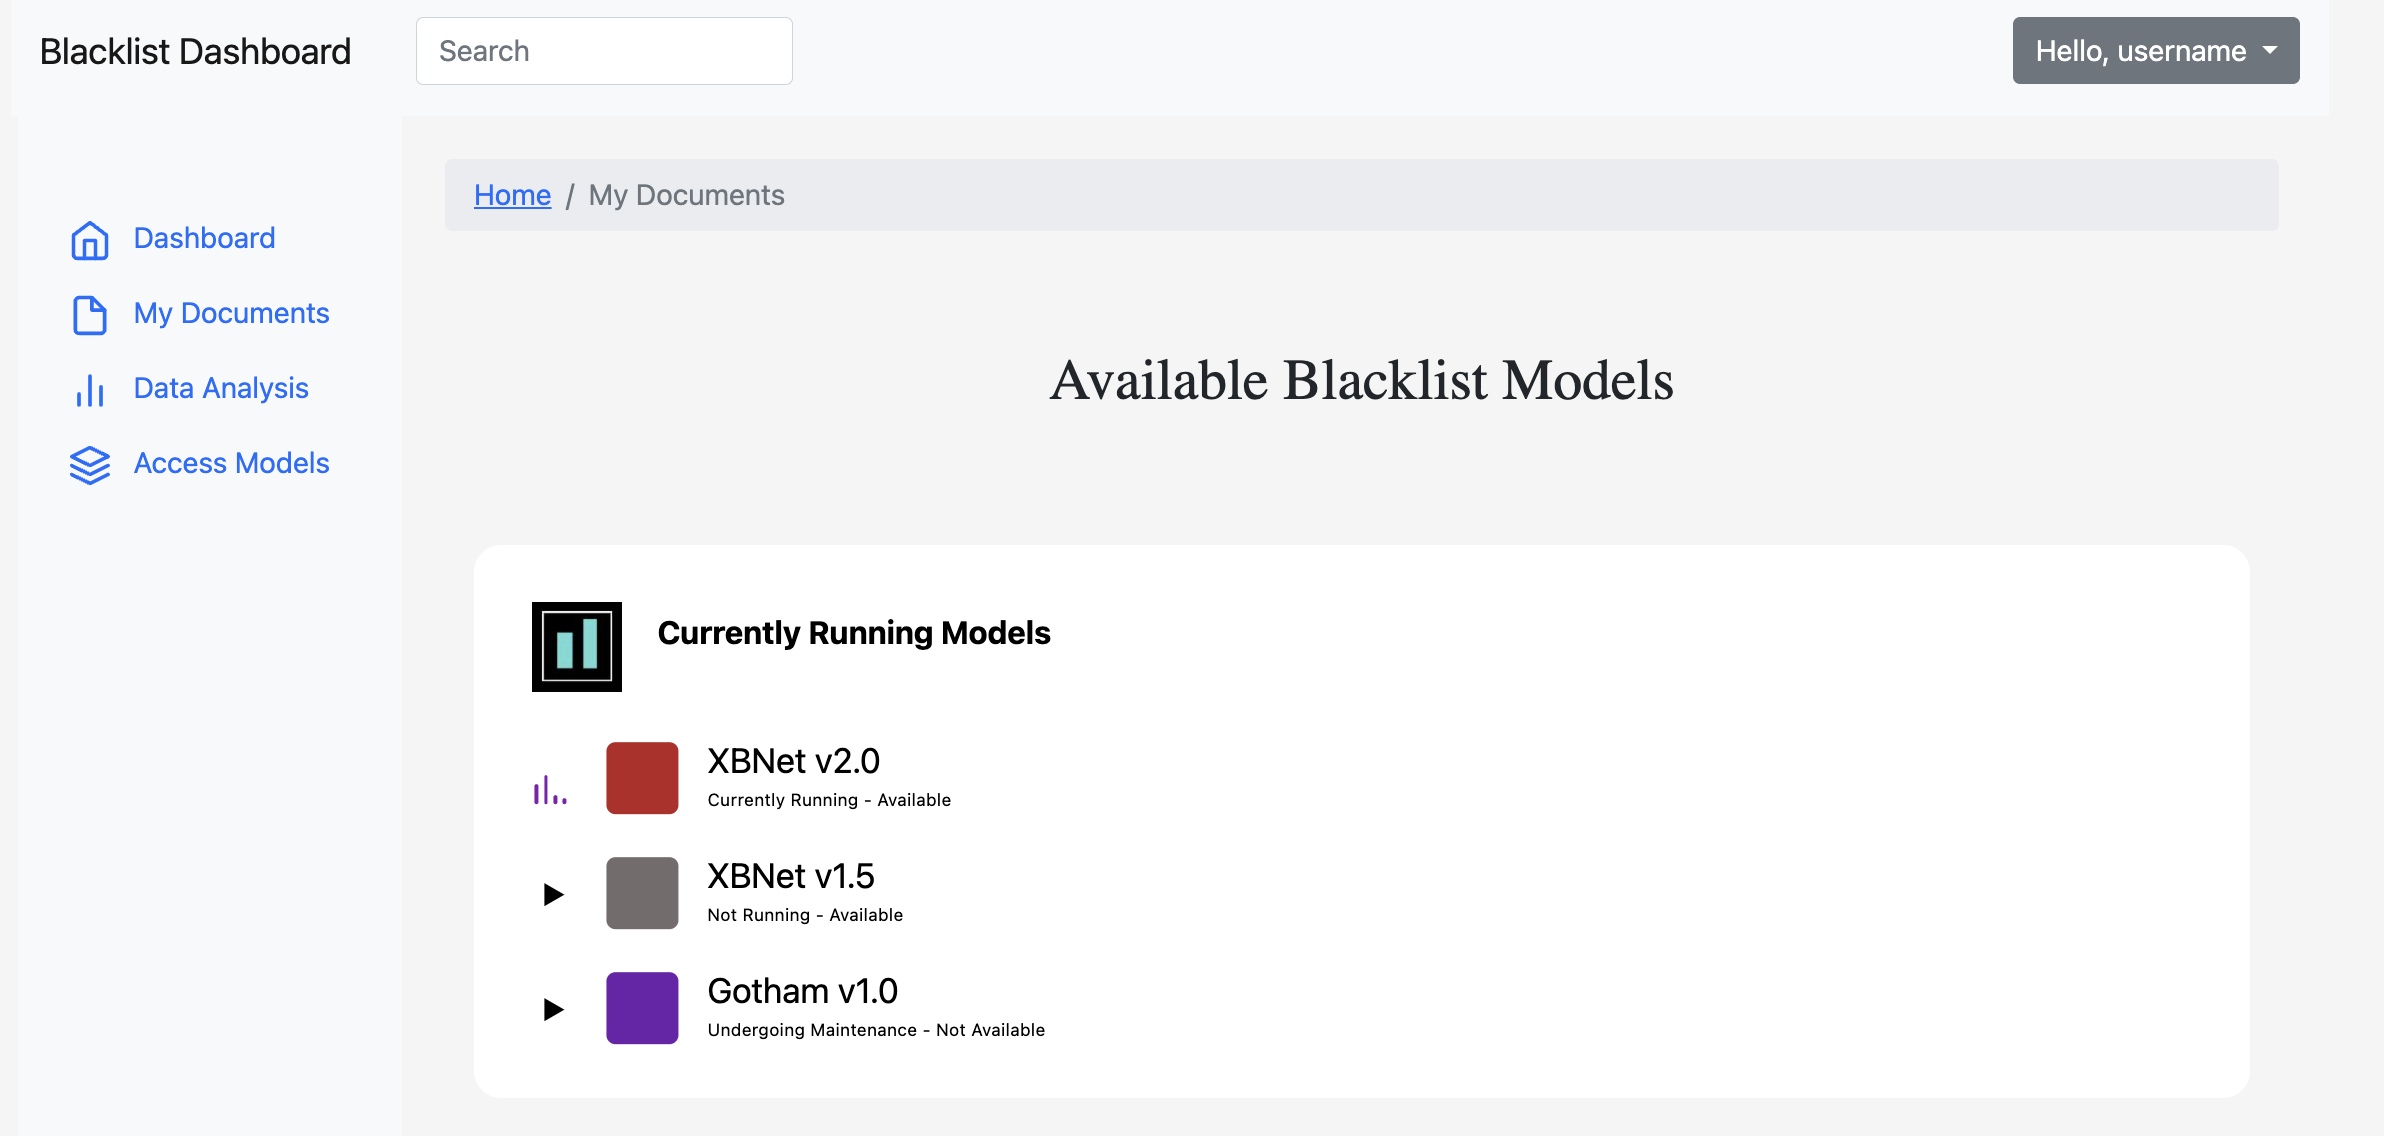 Blacklist Dashboard
Search
Hello, username
Dashboard
My Documents
Data Analysis
Access Models
Home / My Documents
Available Blacklist Models
Currently Running Models
XBNet v2.0
Currently Running - Available
XBNet v1.5
Not Running - Available
Gotham v1.0
Undergoing Maintenance - Not Available